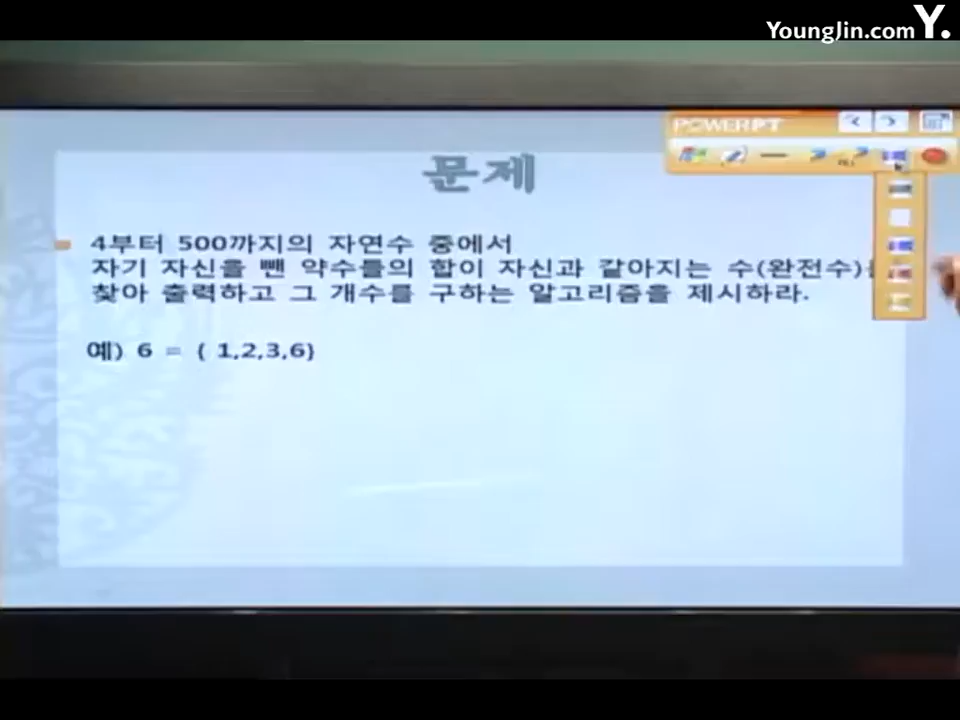 YoungJin.com Y.
POWERPT
문제
4부터 500까지의 자연수 중에서
자기 자신을 뺀 약수들의 합이 자신과 같아지는 수(완전수)를
찾아 출력하고 그 개수를 구하는 알고리즘을 제시하라.
예) 6 = ( 1,2,3,6)